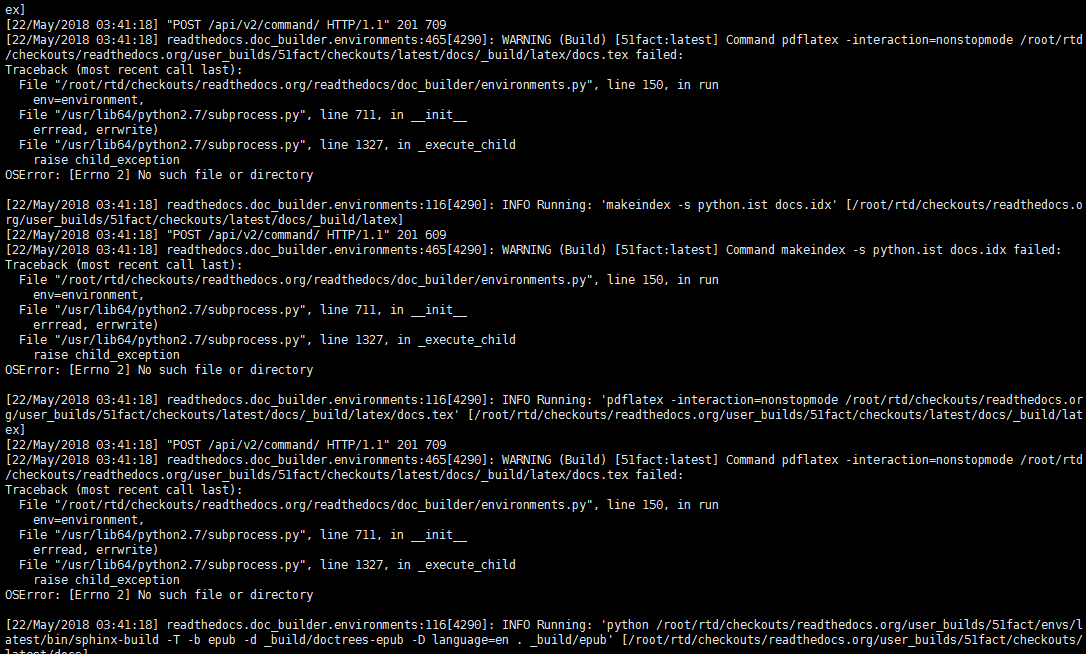 ex]
[22/May/2018 03:41:18] "POST /api/v2/command/ HTTP/1.1" 201 709
[22/May/2018 03:41:18] readthedocs.doc_builder.environments:465[4290]: WARNING (Build) [51fact:latest] Command pdflatex -interaction=nonstopmode /root/rtd
/checkouts/readthedocs.org/user_builds/51fact/checkouts/latest/docs/_build/latex/docs.tex failed:
Traceback (most recent call last):
  File "/root/rtd/checkouts/readthedocs.org/readthedocs/doc_builder/environments.py", line 150, in run
    env=environment,
  File "/usr/lib64/python2.7/subprocess.py", line 711, in __init__
    errread, errwrite)
  File "/usr/lib64/python2.7/subprocess.py", line 1327, in _execute_child
    raise child_exception
OSError: [Errno 2] No such file or directory

[22/May/2018 03:41:18] readthedocs.doc_builder.environments:116[4290]: INFO Running: 'makeindex -s python.ist docs.idx' [/root/rtd/checkouts/readthedocs.o
rg/user_builds/51fact/checkouts/latest/docs/_build/latex]
[22/May/2018 03:41:18] "POST /api/v2/command/ HTTP/1.1" 201 609
[22/May/2018 03:41:18] readthedocs.doc_builder.environments:465[4290]: WARNING (Build) [51fact:latest] Command makeindex -s python.ist docs.idx failed:
Traceback (most recent call last):
  File "/root/rtd/checkouts/readthedocs.org/readthedocs/doc_builder/environments.py", line 150, in run
    env=environment,
  File "/usr/lib64/python2.7/subprocess.py", line 711, in __init__
    errread, errwrite)
  File "/usr/lib64/python2.7/subprocess.py", line 1327, in _execute_child
    raise child_exception
OSError: [Errno 2] No such file or directory

[22/May/2018 03:41:18] readthedocs.doc_builder.environments:116[4290]: INFO Running: 'pdflatex -interaction=nonstopmode /root/rtd/checkouts/readthedocs.or
g/user_builds/51fact/checkouts/latest/docs/_build/latex/docs.tex' [/root/rtd/checkouts/readthedocs.org/user_builds/51fact/checkouts/latest/docs/_build/lat
ex]
[22/May/2018 03:41:18] "POST /api/v2/command/ HTTP/1.1" 201 709
[22/May/2018 03:41:18] readthedocs.doc_builder.environments:465[4290]: WARNING (Build) [51fact:latest] Command pdflatex -interaction=nonstopmode /root/rtd
/checkouts/readthedocs.org/user_builds/51fact/checkouts/latest/docs/_build/latex/docs.tex failed:
Traceback (most recent call last):
  File "/root/rtd/checkouts/readthedocs.org/readthedocs/doc_builder/environments.py", line 150, in run
    env=environment,
  File "/usr/lib64/python2.7/subprocess.py", line 711, in __init__
    errread, errwrite)
  File "/usr/lib64/python2.7/subprocess.py", line 1327, in _execute_child
    raise child_exception
OSError: [Errno 2] No such file or directory

[22/May/2018 03:41:18] readthedocs.doc_builder.environments:116[4290]: INFO Running: 'python /root/rtd/checkouts/readthedocs.org/user_builds/51fact/envs/l
atest/bin/sphinx-build -T -b epub -d _build/doctrees-epub -D language=en . _build/epub' [/root/rtd/checkouts/readthedocs.org/user_builds/51fact/checkouts/
latest/docs]